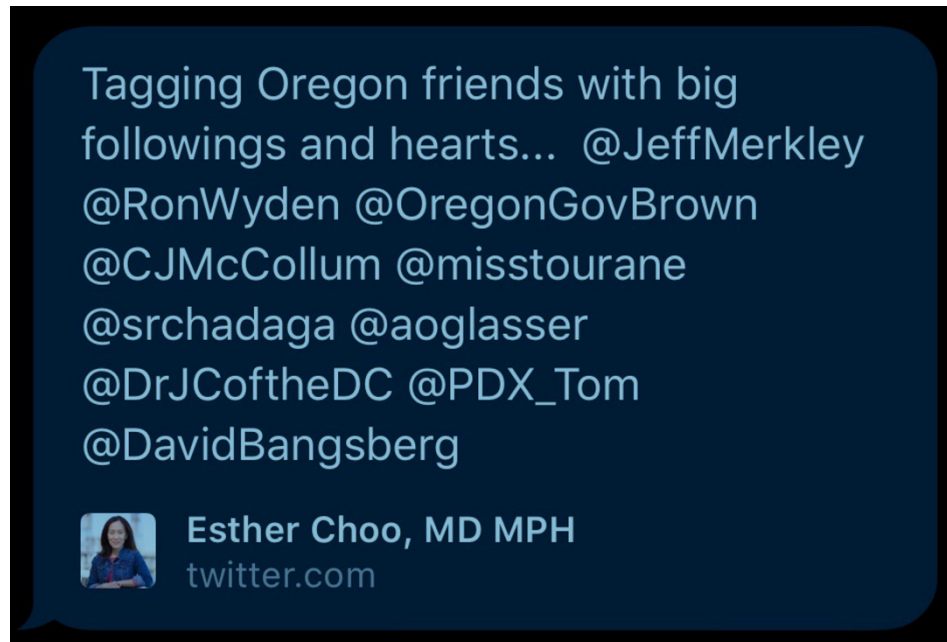 Tagging Oregon friends with big
followings and hearts... @JeffMerkley
@RonWyden @OregonGovBrown
@CJMcCollum @misstourane
@srchadaga @aoglasser
@DrJCoftheDC @PDX_Tom
@DavidBangsberg
Esther Choo, MD MPH
twitter.com